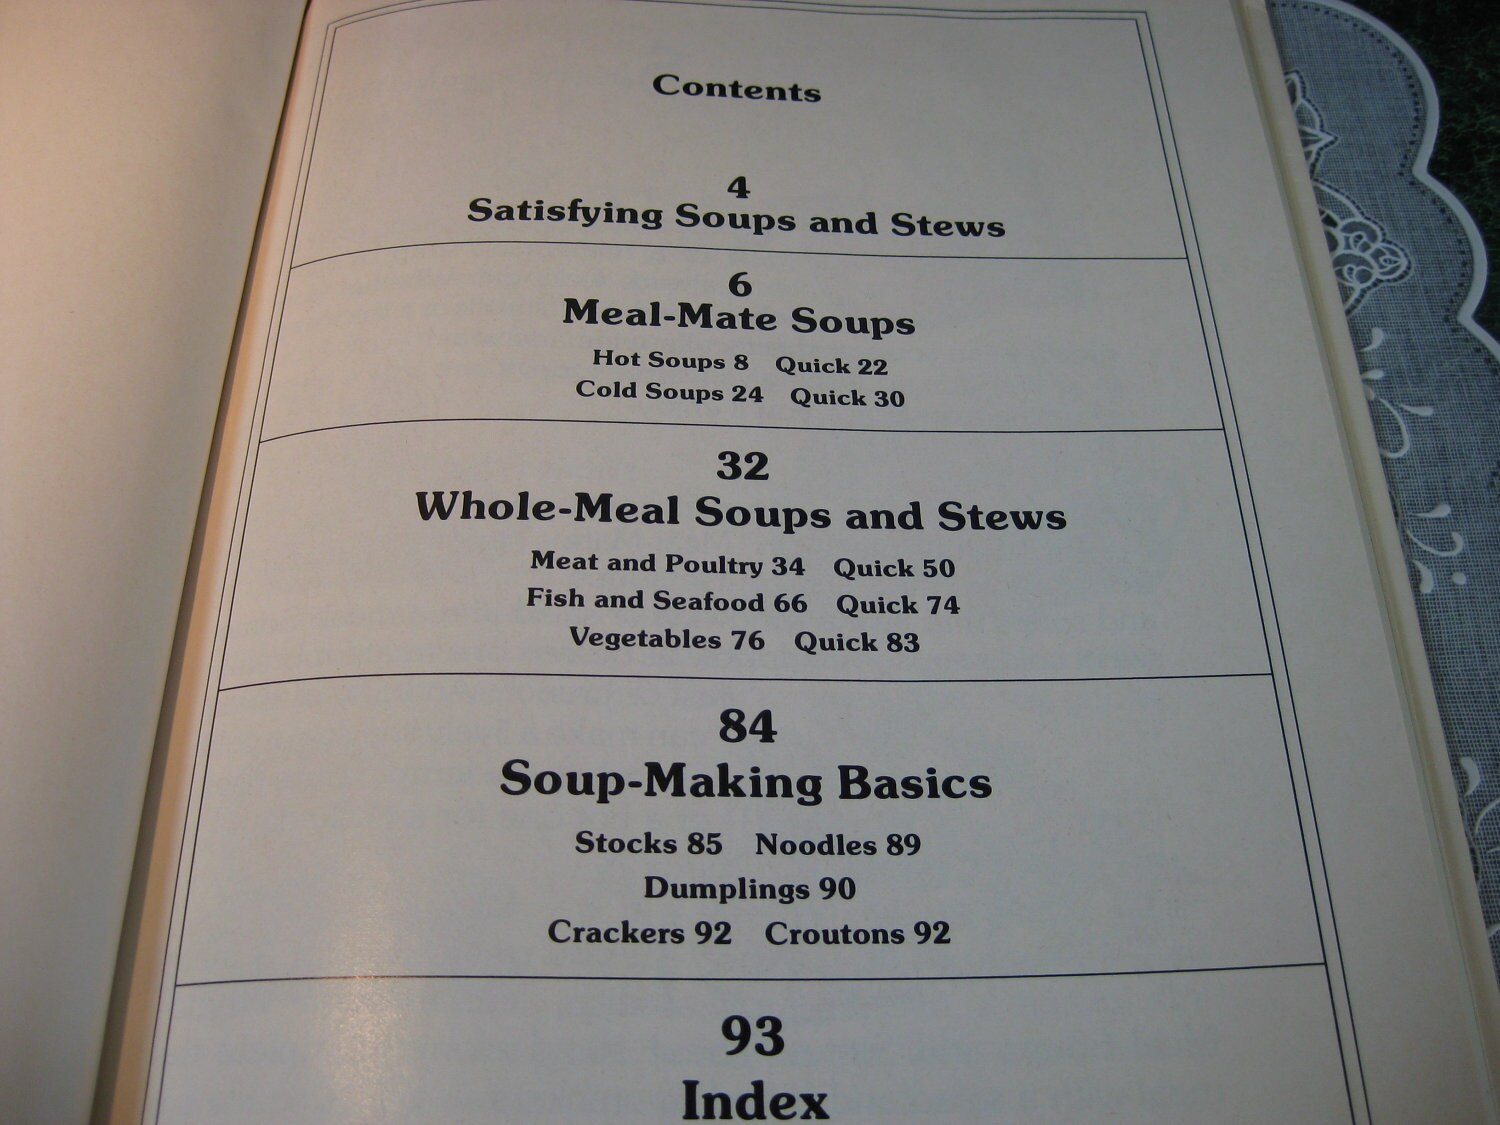 Contents
4
Satisfying Soups and Stews
6
Meal-Mate Soups
Hot Soups 8 Quick 22
Cold Soups 24 Quick 30
32
Whole-Meal Soups and Stews
Meat and Poultry 34 Quick 50
Fish and Seafood 66 Quick 74
Vegetables 76 Quick 83
84
Soup-Making Basics
Stocks 85 Noodles 89
Dumplings 90
Crackers 92 Croutons 92
93
Index